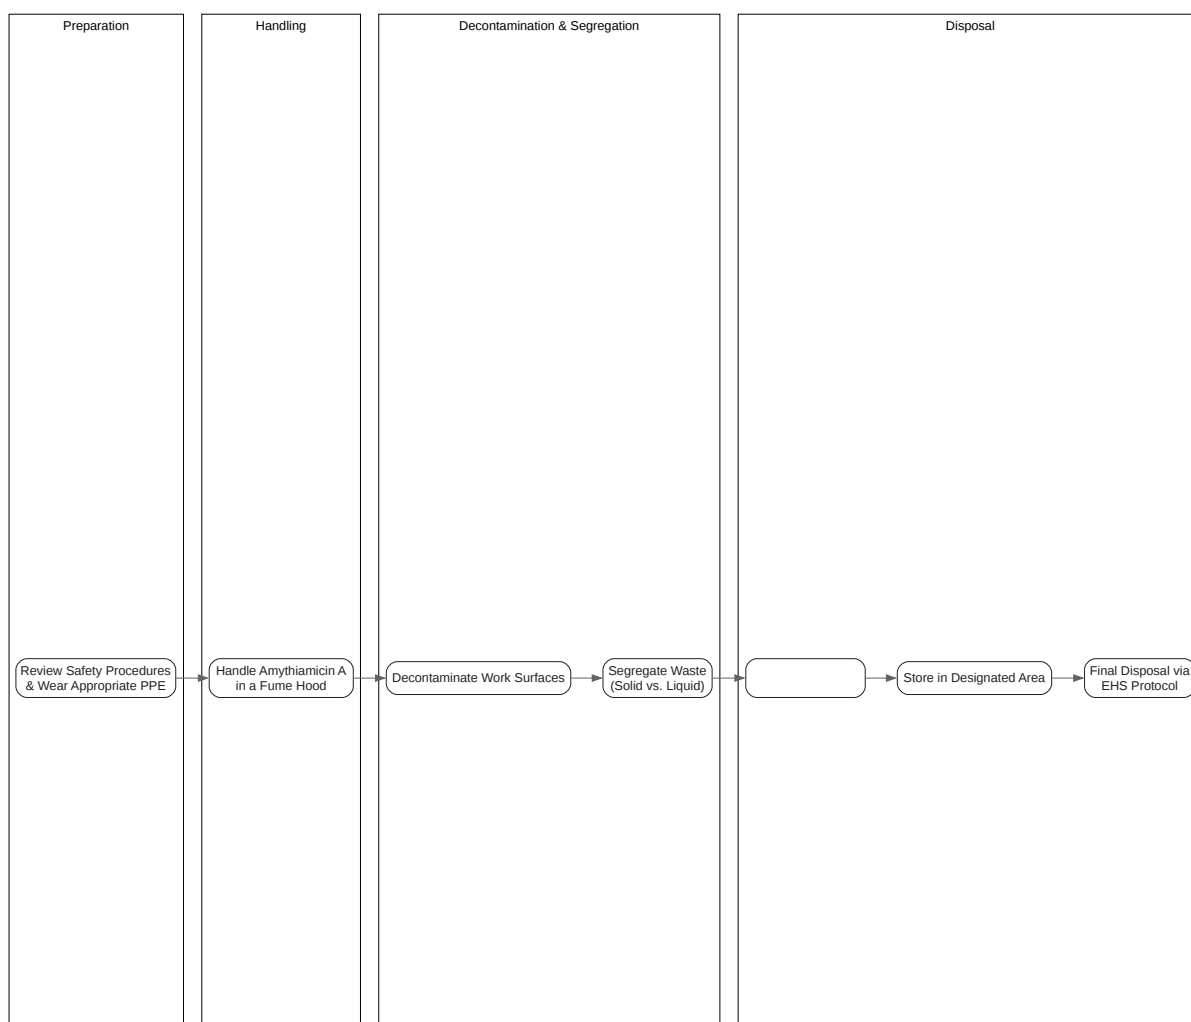 Preparation
Handling
Decontamination & Segregation
Disposal
Review Safety Procedures
& Wear Appropriate PPE
Handle Amythiamicin A
in a Fume Hood
Decontaminate Work Surfaces
Segregate Waste
(Solid vs. Liquid)
Store in Designated Area
Final Disposal via
EHS Protocol